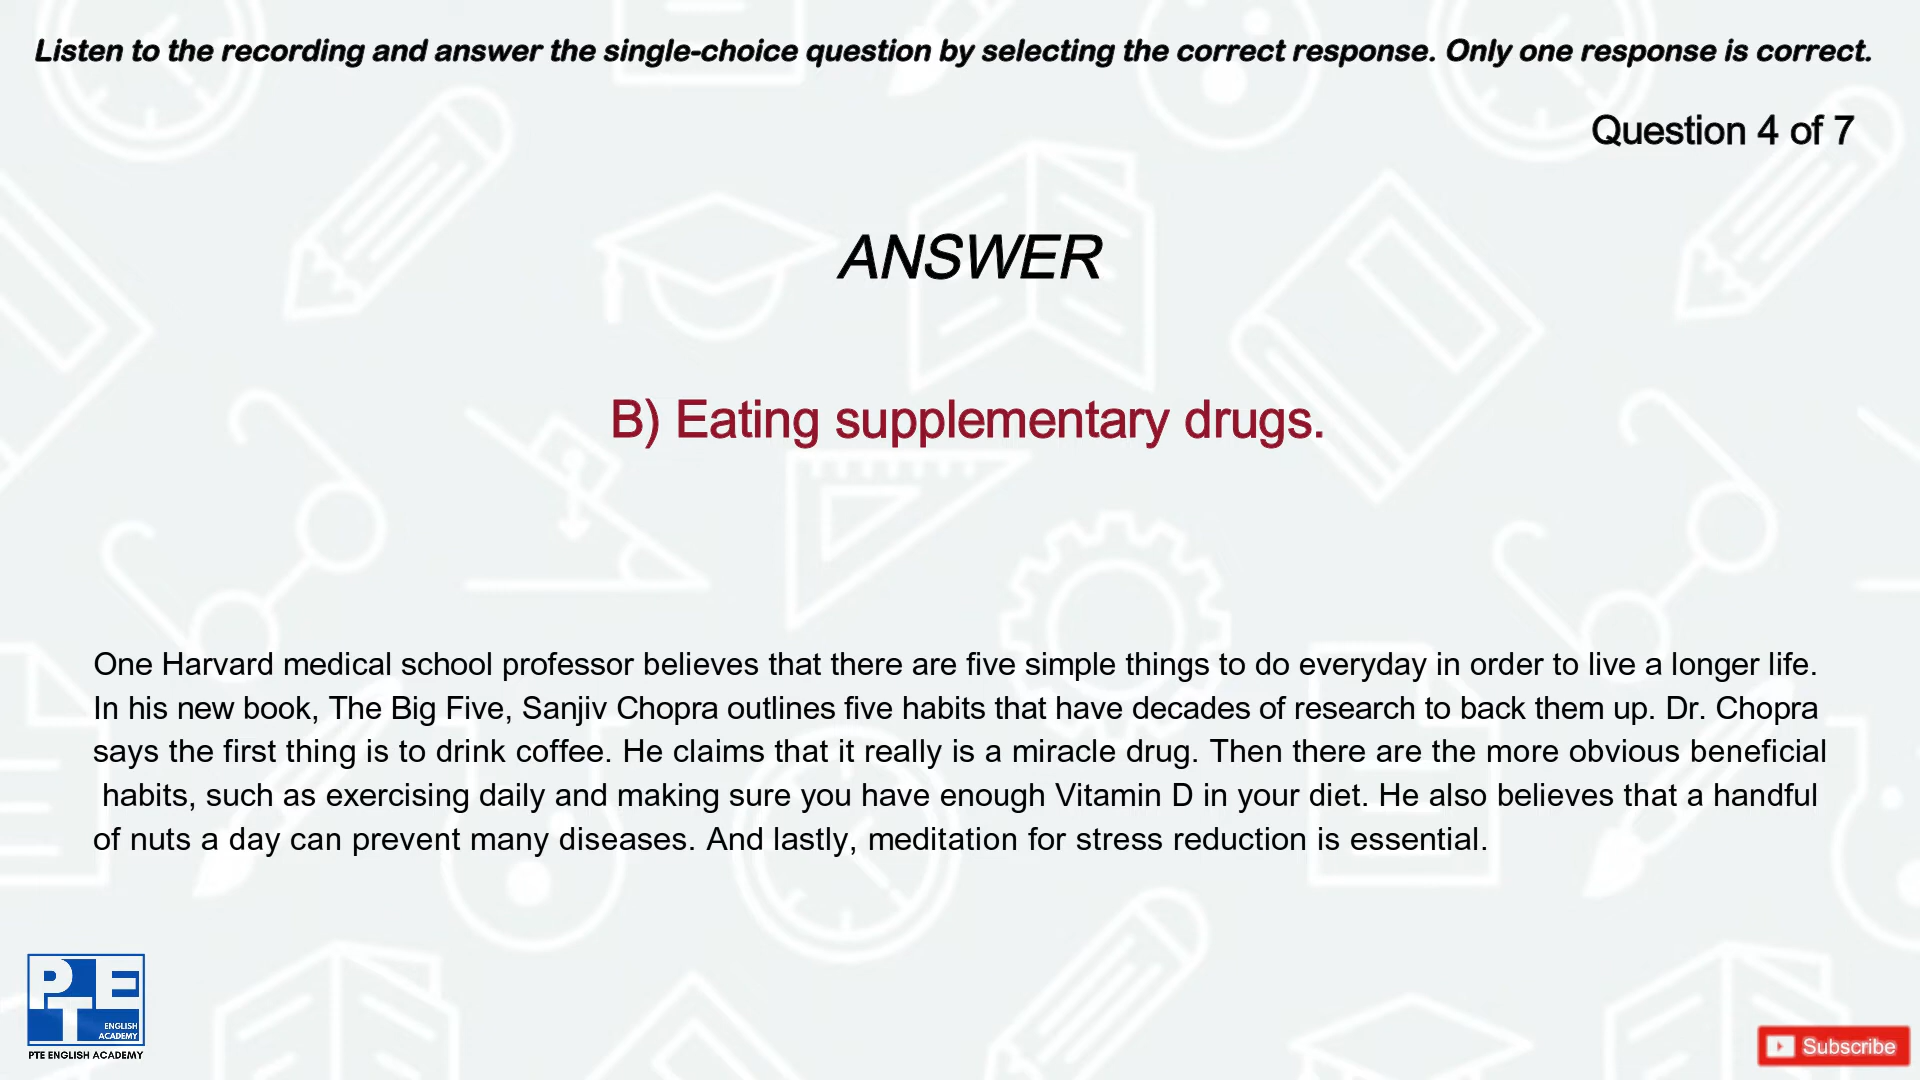 Listen to the recording and answer the single-choice question by selecting the correct response. Only one response is correct.
Question 4 of 7
ANSWER
B) Eating supplementary drugs.
One Harvard medical school professor believes that there are five simple things to do everyday in order to live a longer life.
In his new book, The Big Five, Sanjiv Chopra outlines five habits that have decades of research to back them up. Dr. Chopra
says the first thing is to drink coffee. He claims that it really is a miracle drug. Then there are the more obvious beneficial
habits, such as exercising daily and making sure you have enough Vitamin D in your diet. He also believes that a handful
of nuts a day can prevent many diseases. And lastly, meditation for stress reduction is essential.
PTE
ENGLISH
ACADEMY
PTE ENGLISH ACADEMY
Subscribe